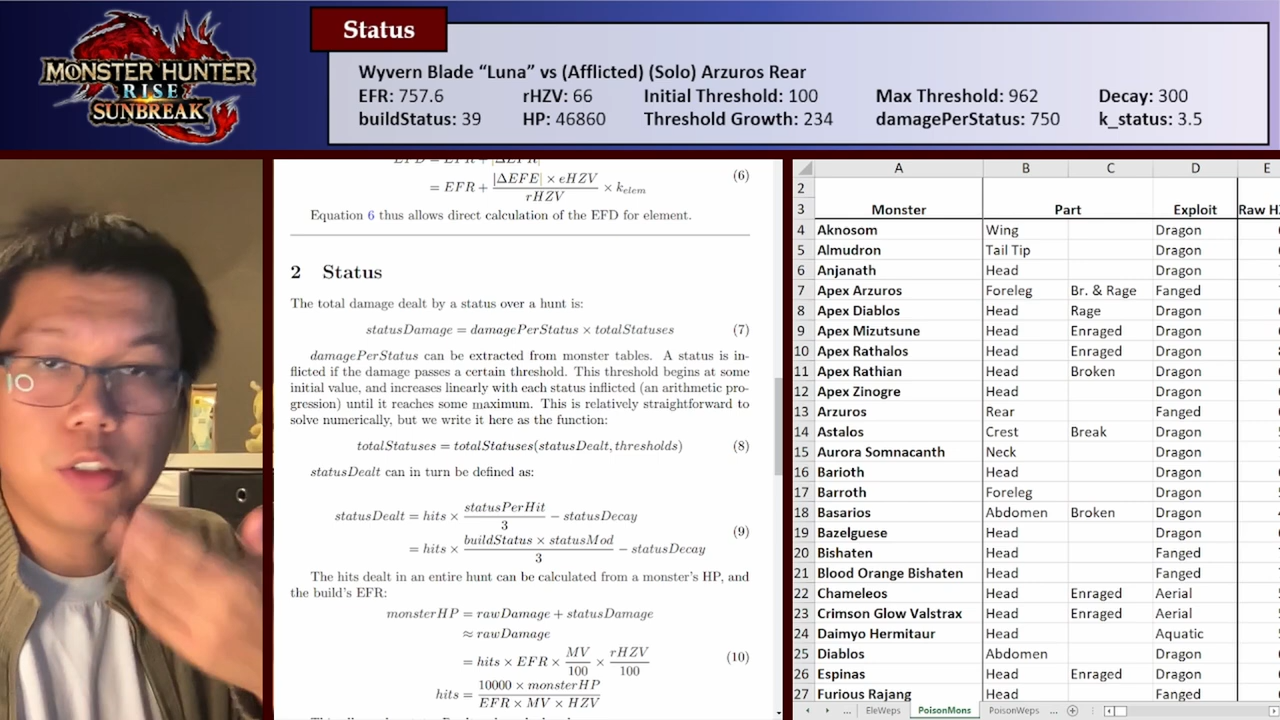 MONSTER HUNTER
RISE
SUNBREAK
Status
Wyvern Blade “Luna” vs (Afflicted) (Solo) Arzuros Rear
EFR: 757.6 rHZV: 66 Initial Threshold: 100 Max Threshold: 962 Decay: 300
buildStatus: 39 HP: 46860 Threshold Growth: 234 damagePerStatus: 750 k_status: 3.5
= EFR + |ΔEFE| × eHZV / rHZV × k_elem (6)
Equation 6 thus allows direct calculation of the EFD for element.
2 Status
The total damage dealt by a status over a hunt is:
statusDamage = damagePerStatus × totalStatuses (7)
damagePerStatus can be extracted from monster tables. A status is in-
flicted if the damage passes a certain threshold. This threshold begins at some
initial value, and increases linearly with each status inflicted (an arithmetic pro-
gression) until it reaches some maximum. This is relatively straightforward to
solve numerically, but we write it here as the function:
totalStatuses = totalStatuses(statusDealt, thresholds) (8)
statusDealt can in turn be defined as:
statusDealt = hits × statusPerHit / 3 − statusDecay
= hits × buildStatus × statusMod / 3 − statusDecay (9)
The hits dealt in an entire hunt can be calculated from a monster's HP, and
the build's EFR:
monsterHP = rawDamage + statusDamage
≈ rawDamage
= hits × EFR × MV / 100 × rHZV / 100 (10)
hits = 10000 × monsterHP / EFR × MV × HZV
A B C D E
2
3 Monster Part Exploit Raw H
4 Aknosom Wing Dragon
5 Almudron Tail Tip Dragon
6 Anjanath Head Dragon
7 Apex Arzuros Foreleg Br. & Rage Fanged
8 Apex Diablos Head Rage Dragon
9 Apex Mizutsune Head Enraged Dragon
10 Apex Rathalos Head Enraged Dragon
11 Apex Rathian Head Broken Dragon
12 Apex Zinogre Head Dragon
13 Arzuros Rear Fanged
14 Astalos Crest Break Dragon
15 Aurora Somnacanth Neck Dragon
16 Barioth Head Dragon
17 Barroth Foreleg Dragon
18 Basarios Abdomen Broken Dragon
19 Bazelguese Head Dragon
20 Bishaten Head Fanged
21 Blood Orange Bishaten Head Fanged
22 Chameleos Head Enraged Aerial
23 Crimson Glow Valstrax Head Enraged Aerial
24 Daimyo Hermitaur Head Aquatic
25 Diablos Abdomen Dragon
26 Espinas Head Enraged Dragon
27 Furious Rajang Head Fanged
... EleWeps PoisonMons PoisonWeps ...